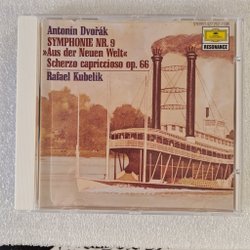 Antonín Dvořák
SYMPHONIE NR. 9
»Aus der Neuen Welt«
Scherzo capriccioso op. 66
Rafael Kubelik
RESONANCE